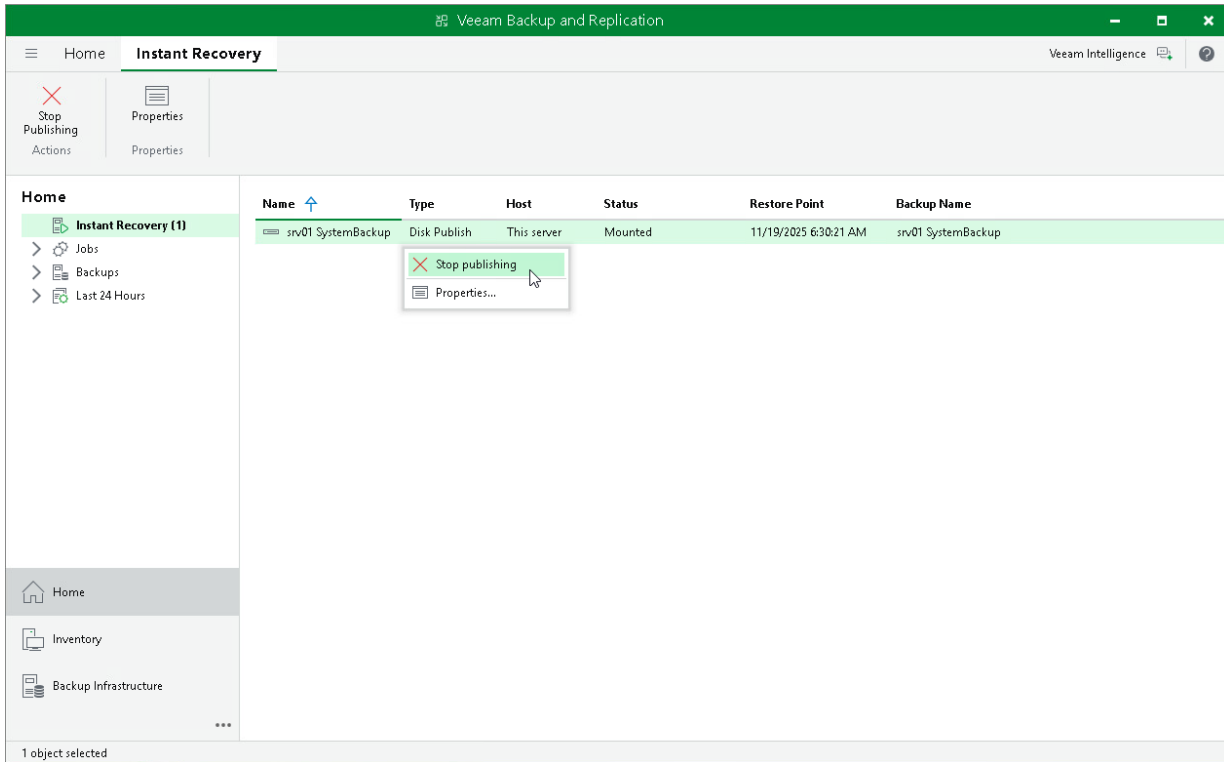 Veeam Backup and Replication
Home Instant Recovery Veeam Intelligence ?
Stop Publishing Properties
Actions Properties
Home
Instant Recovery (1)
Jobs
Backups
Last 24 Hours
Name Type Host Status Restore Point Backup Name
srv01 SystemBackup Disk Publish This server Mounted 11/19/2025 6:30:21 AM srv01 SystemBackup
Stop publishing
Properties...
Home
Inventory
Backup Infrastructure
1 object selected